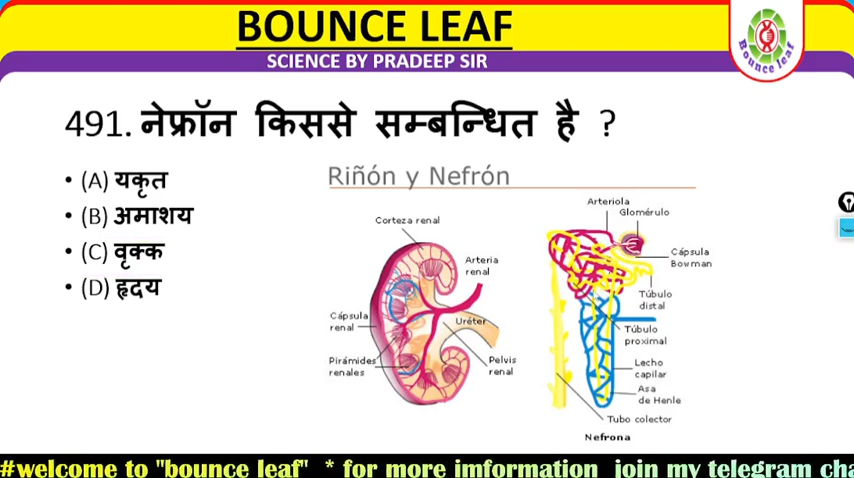 BOUNCE LEAF
SCIENCE BY PRADEEP SIR
Bounce leaf
491. नेफ्रॉन किससे सम्बन्धित है ?
• (A) यकृत
• (B) अमाशय
• (C) वृक्क
• (D) हृदय
Riñón y Nefrón
Corteza renal
Arteria
renal
Cápsula
renal
Uréter
Pirámides
renales
Pelvis
renal
Arteriola
Glomérulo
Cápsula
Bowman
Túbulo
distal
Túbulo
proximal
Lecho
capilar
Asa
de Henle
Tubo colector
Nefrona
#welcome to "bounce leaf" * for more imformation join my telegram cha